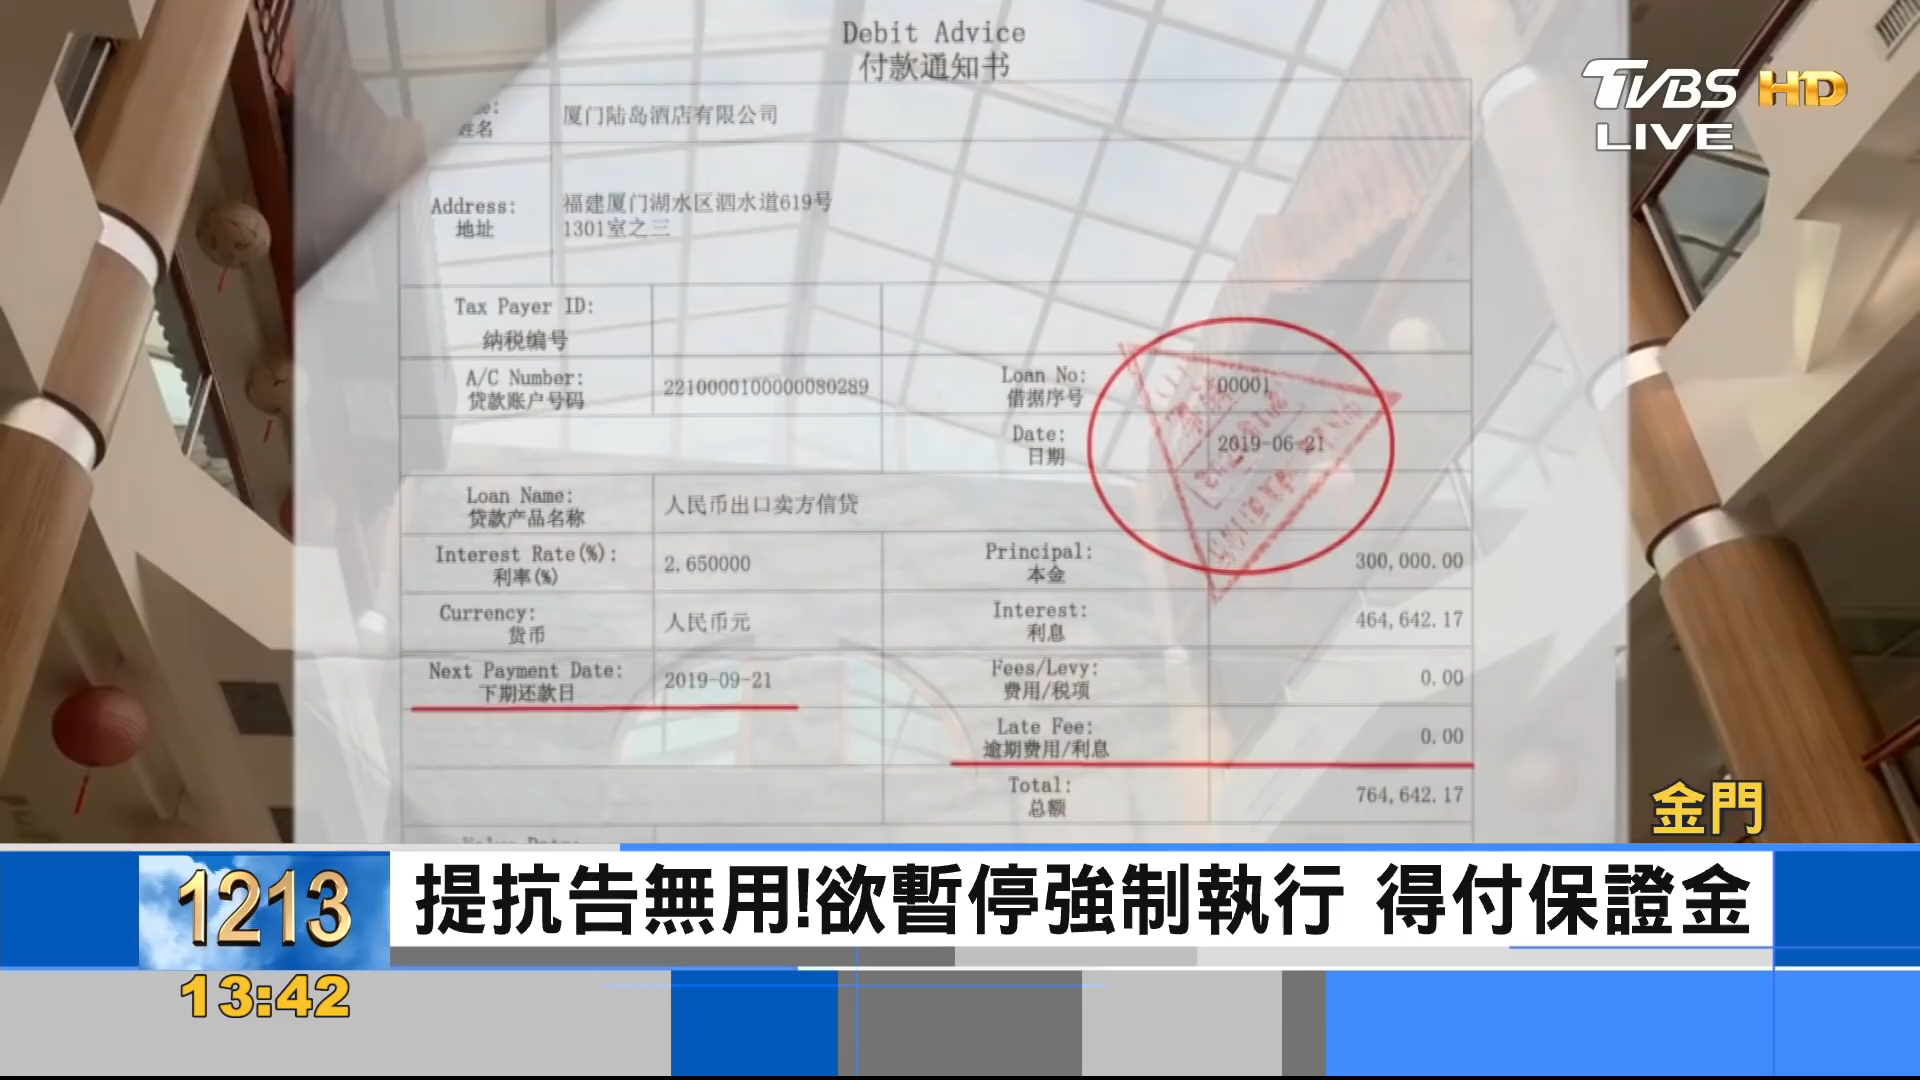 Debit Advice
付款通知书
TVBS HD
LIVE
姓名
厦门陆岛酒店有限公司
Address:
地址
福建厦门湖水区泗水道619号
1301室之三
Tax Payer ID:
纳税编号
A/C Number:
贷款账户号码
2210000100000080289
Loan No:
借据序号
00001
Date:
日期
2019-06-21
Loan Name:
贷款产品名称
人民币出口卖方信贷
Interest Rate(%):
利率(%)
2.650000
Principal:
本金
300,000.00
Currency:
货币
人民币元
Interest:
利息
464,642.17
Next Payment Date:
下期还款日
2019-09-21
Fees/Levy:
费用/税项
0.00
Late Fee:
逾期费用/利息
0.00
Total:
总额
764,642.17
金門
1213
提抗告無用!欲暫停強制執行 得付保證金
13:42